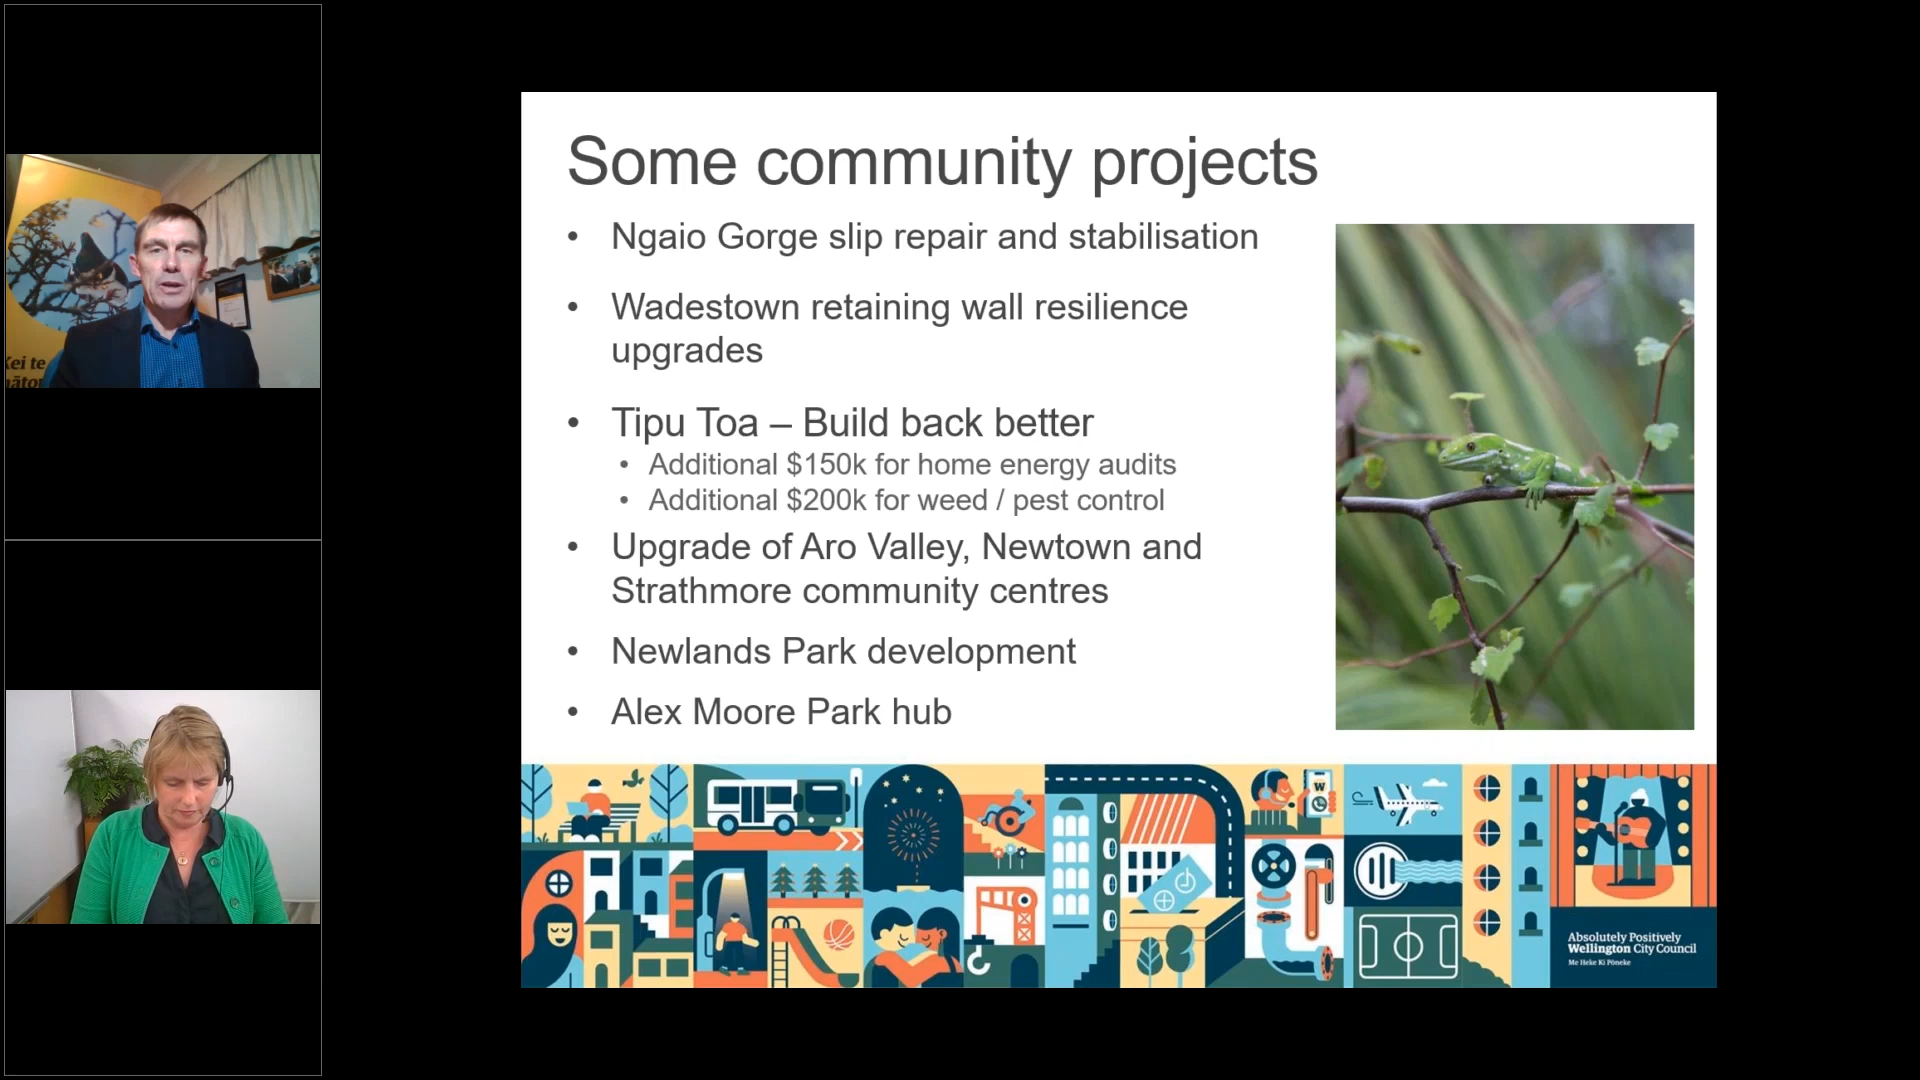 Some community projects
• Ngaio Gorge slip repair and stabilisation
• Wadestown retaining wall resilience
upgrades
• Tipu Toa – Build back better
• Additional $150k for home energy audits
• Additional $200k for weed / pest control
• Upgrade of Aro Valley, Newtown and
Strathmore community centres
• Newlands Park development
• Alex Moore Park hub
W
Absolutely Positively
Wellington City Council
Me Heke Ki Pōneke
Kei te